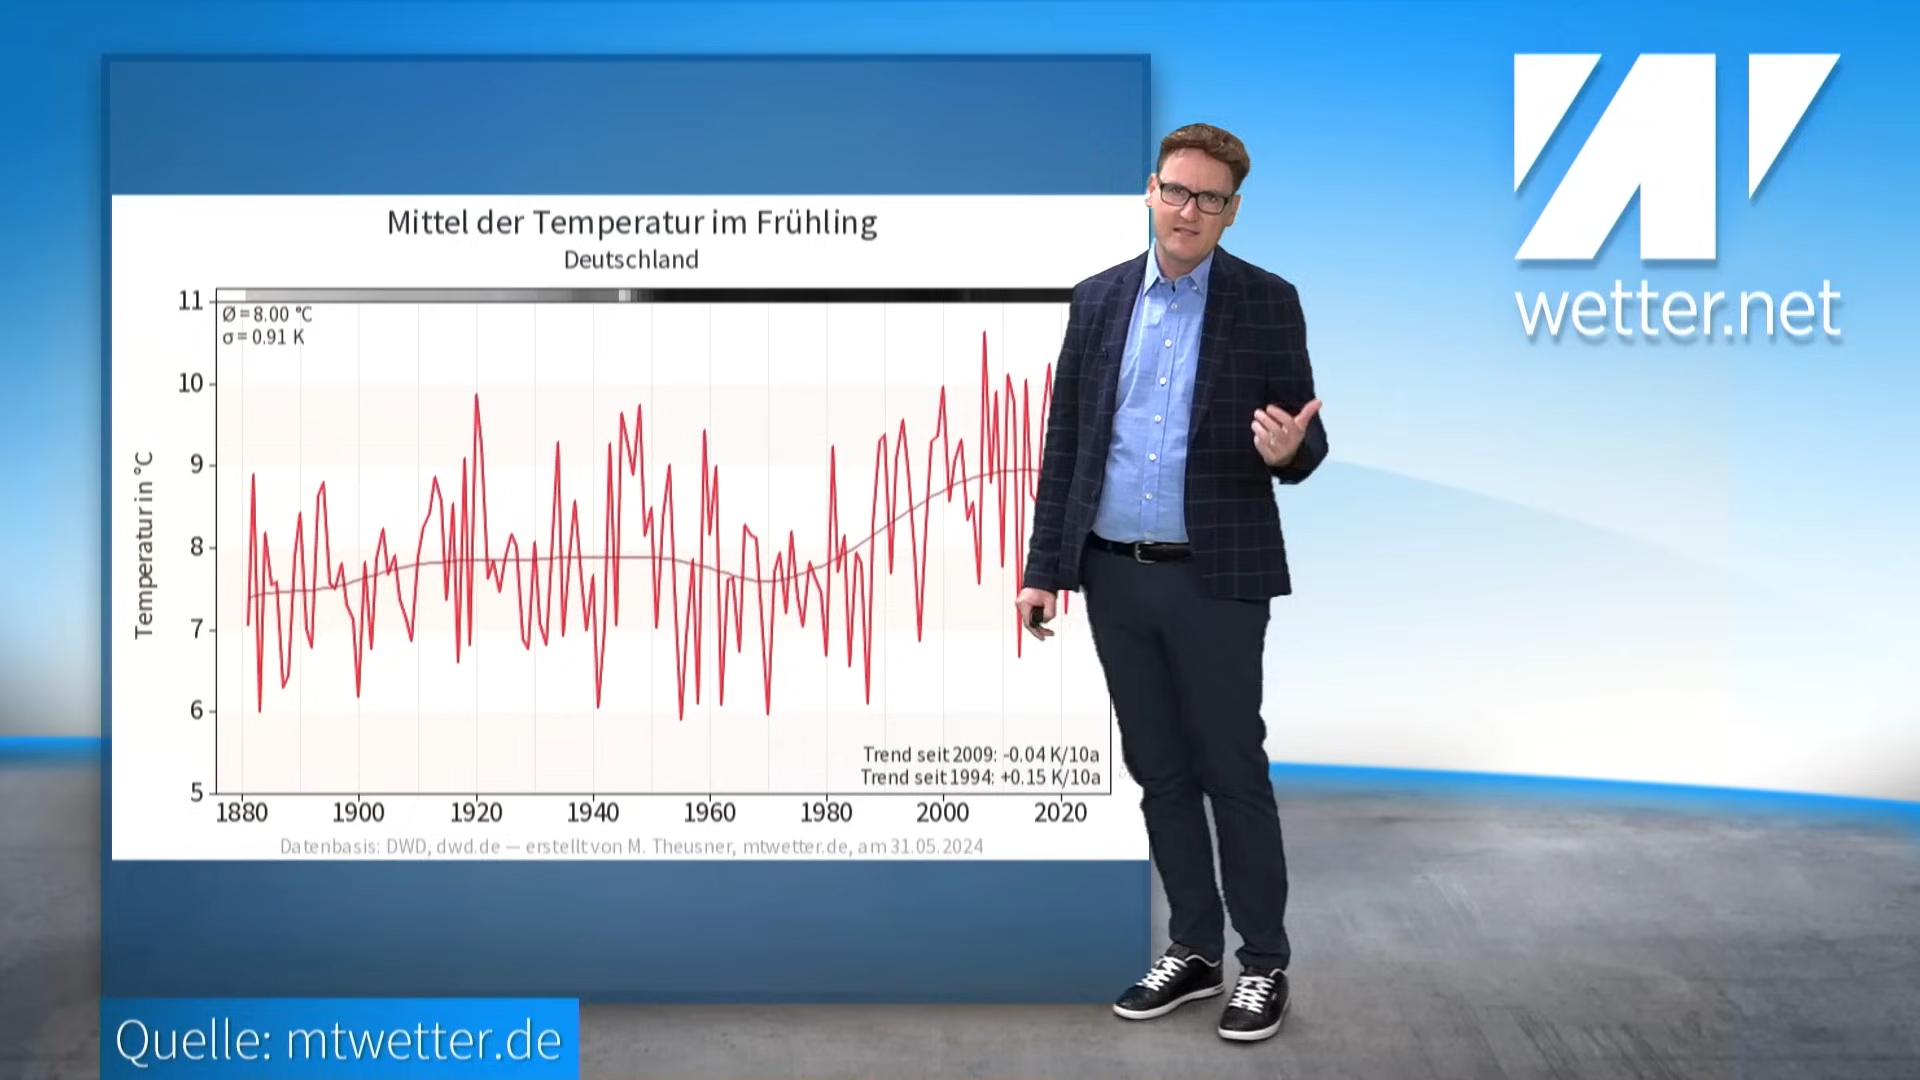 Mittel der Temperatur im Frühling
Deutschland
Ø = 8.00 °C
σ = 0.91 K
Temperatur in °C
11
10
9
8
7
6
5
1880 1900 1920 1940 1960 1980 2000 2020
Trend seit 2009: -0.04 K/10a
Trend seit 1994: +0.15 K/10a
Datenbasis: DWD, dwd.de — erstellt von M. Theusner, mtwetter.de, am 31.05.2024
Quelle: mtwetter.de
wetter.net